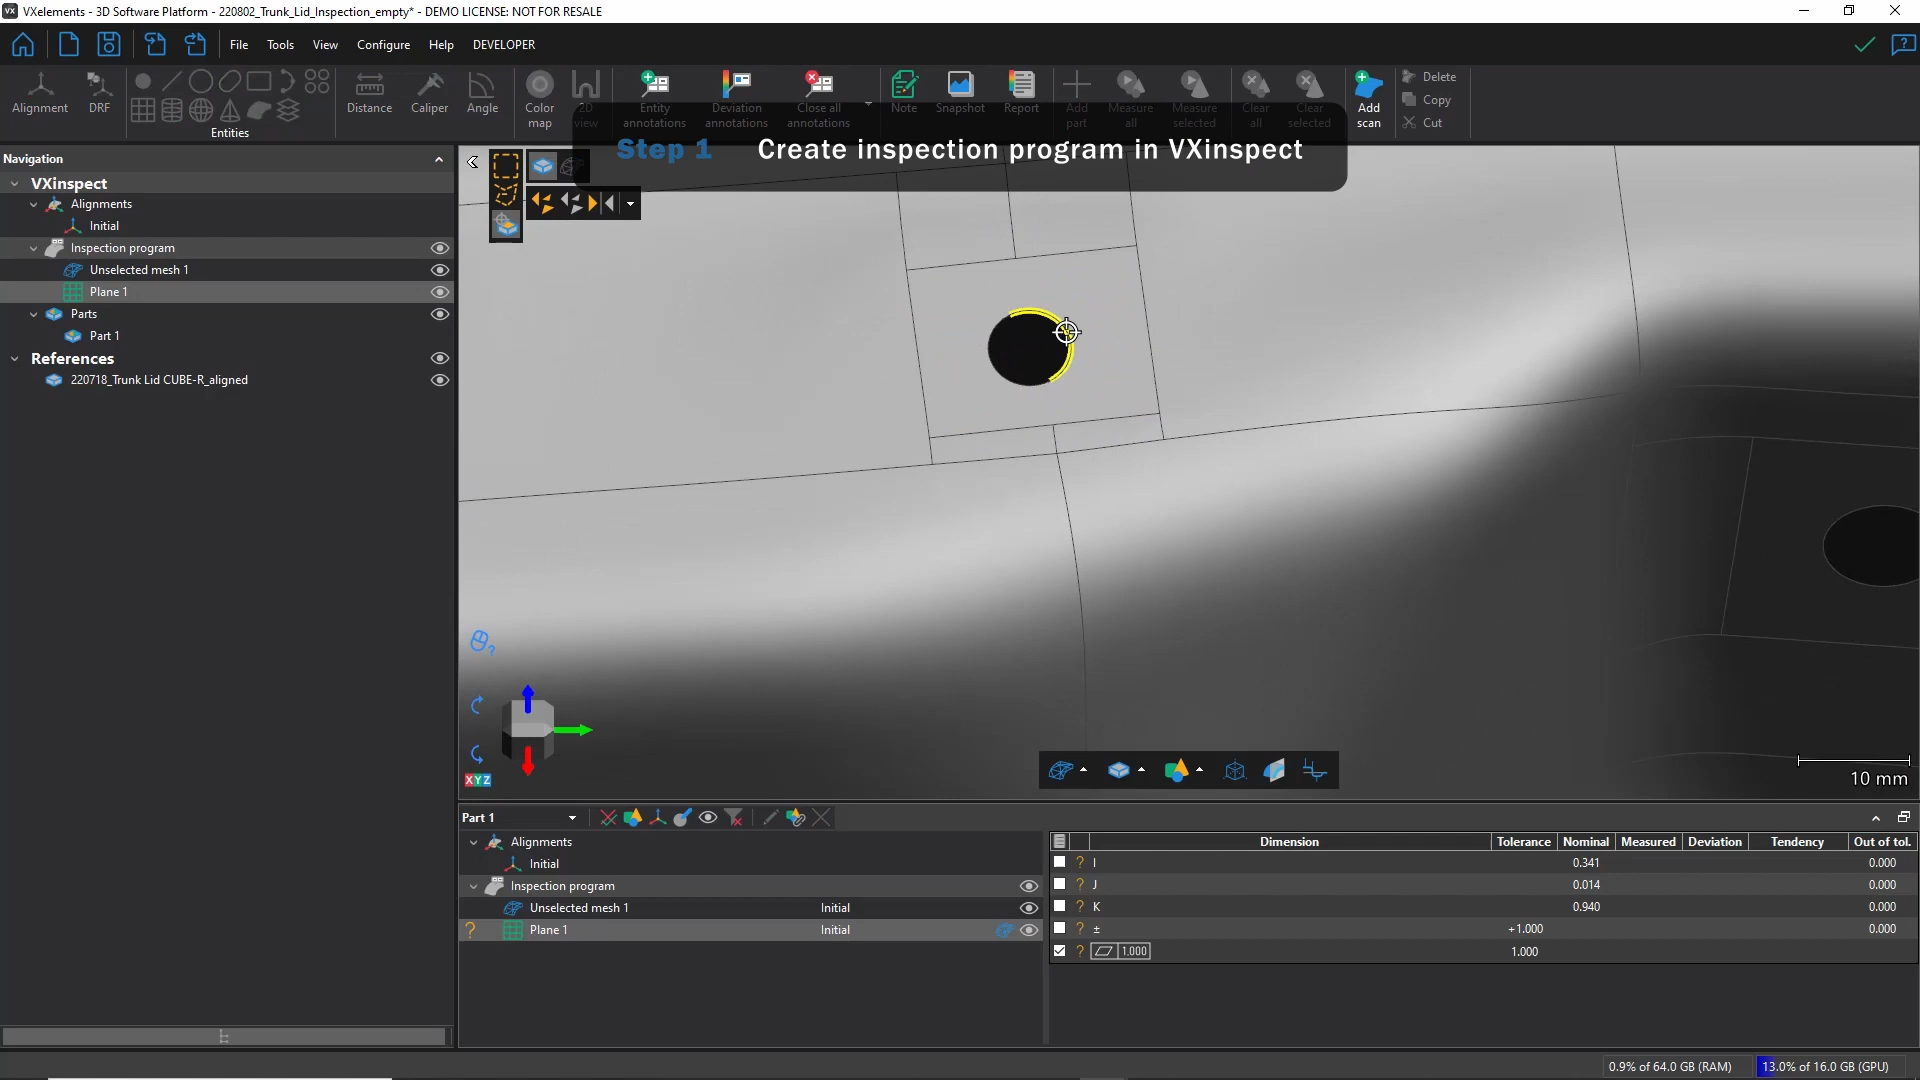 VXelements - 3D Software Platform - 220802_Trunk_Lid_Inspection_empty* - DEMO LICENSE: NOT FOR RESALE
File Tools View Configure Help DEVELOPER
Alignment
DRF
Entities
Distance
Caliper
Angle
Color map
2D view
Entity annotations
Deviation annotations
Close all annotations
Note
Snapshot
Report
Add part
Measure all
Measure selected
Clear all
Clear selected
Add scan
Delete
Copy
Cut
Step 1 Create inspection program in VXinspect
Navigation
VXinspect
Alignments
Initial
Inspection program
Unselected mesh 1
Plane 1
Parts
Part 1
References
220718_Trunk Lid CUBE-R_aligned
XYZ
10 mm
Part 1
Alignments
Initial
Inspection program
Unselected mesh 1 Initial
? Plane 1 Initial
Dimension Tolerance Nominal Measured Deviation Tendency Out of tol.
? I 0.341 0.000
? J 0.014 0.000
? K 0.940 0.000
? ± +1.000 0.000
? 1.000 1.000
0.9% of 64.0 GB (RAM) 13.0% of 16.0 GB (GPU)